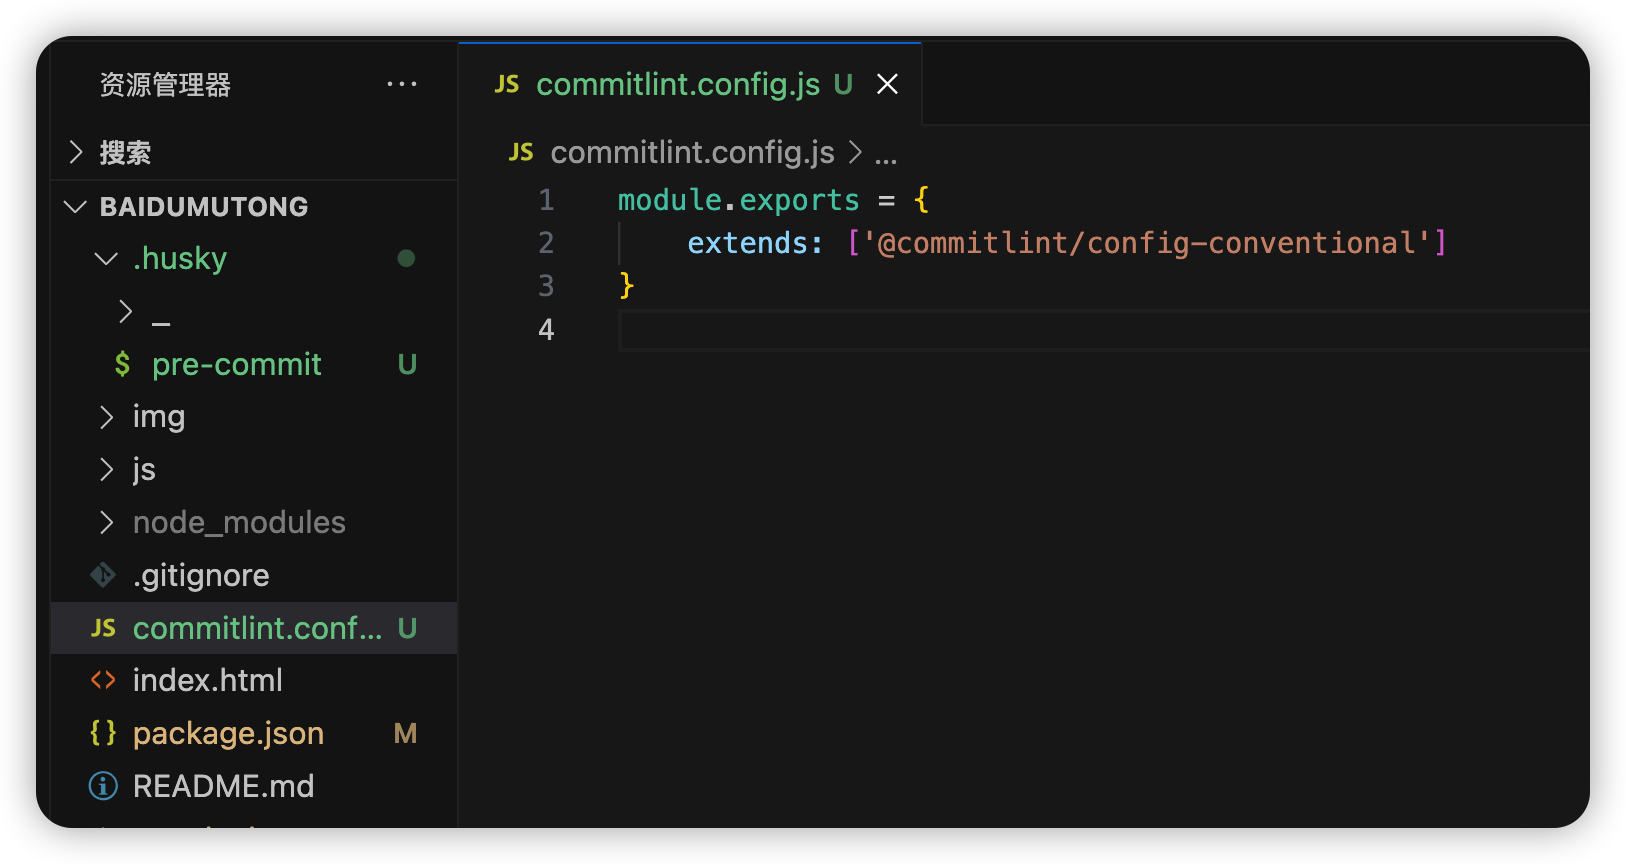 资源管理器 ...
搜索
BAIDUMUTONG
.husky
_
$ pre-commit U
img
js
node_modules
.gitignore
JS commitlint.conf... U
<> index.html
{} package.json M
README.md
JS commitlint.config.js U
JS commitlint.config.js > ...
1 module.exports = {
2 extends: ['@commitlint/config-conventional']
3 }
4